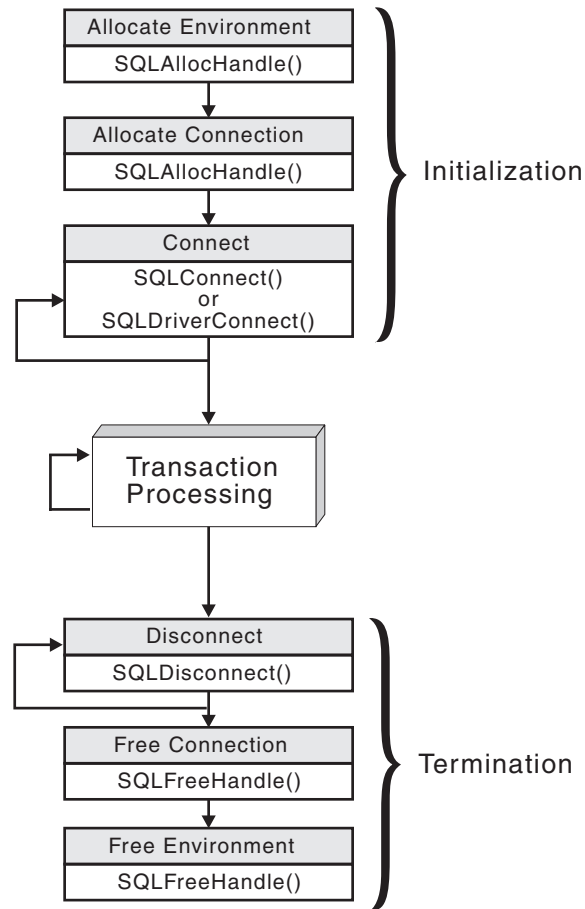 Allocate Environment
SQLAllocHandle()
Allocate Connection
SQLAllocHandle()
Initialization
Connect
SQLConnect()
or
SQLDriverConnect()
Transaction
Processing
Disconnect
SQLDisconnect()
Free Connection
Termination
SQLFreeHandle()
Free Environment
SQLFreeHandle()